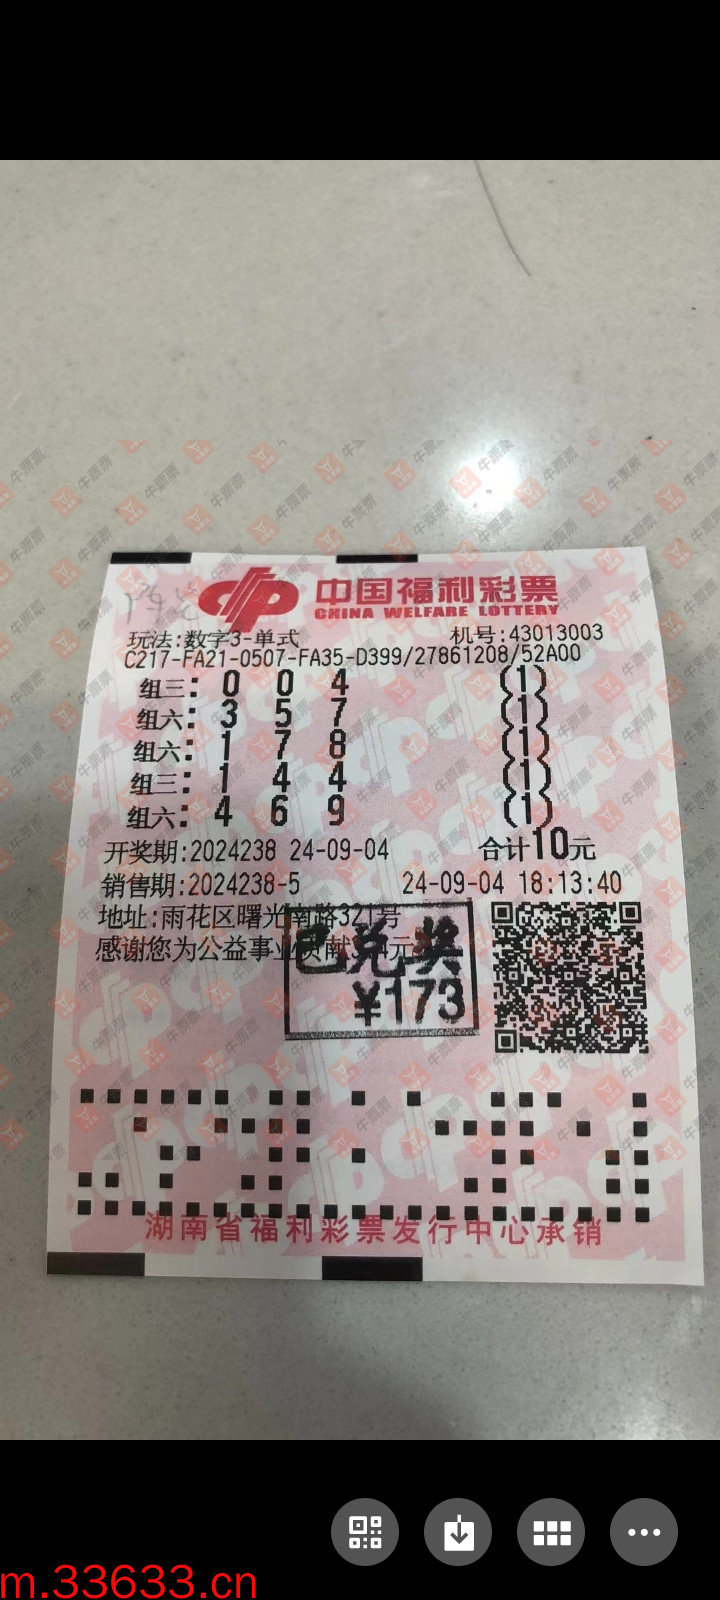 中国福利彩票
CHINA WELFARE LOTTERY
玩法:数字3-单式 机号:43013003
C217-FA21-0507-FA35-D399/27861208/52A00
组三: 0 0 4 (1)
组六: 3 5 7 (1)
组六: 1 7 8 (1)
组三: 1 4 4 (1)
组六: 4 6 9 (1)
开奖期:2024238 24-09-04 合计10元
销售期:2024238-5 24-09-04 18:13:40
地址:雨花区曙光南路321号
感谢您为公益事业贡献 元
已兑奖
¥173
湖南省福利彩票发行中心承销
牛票票
m.33633.cn